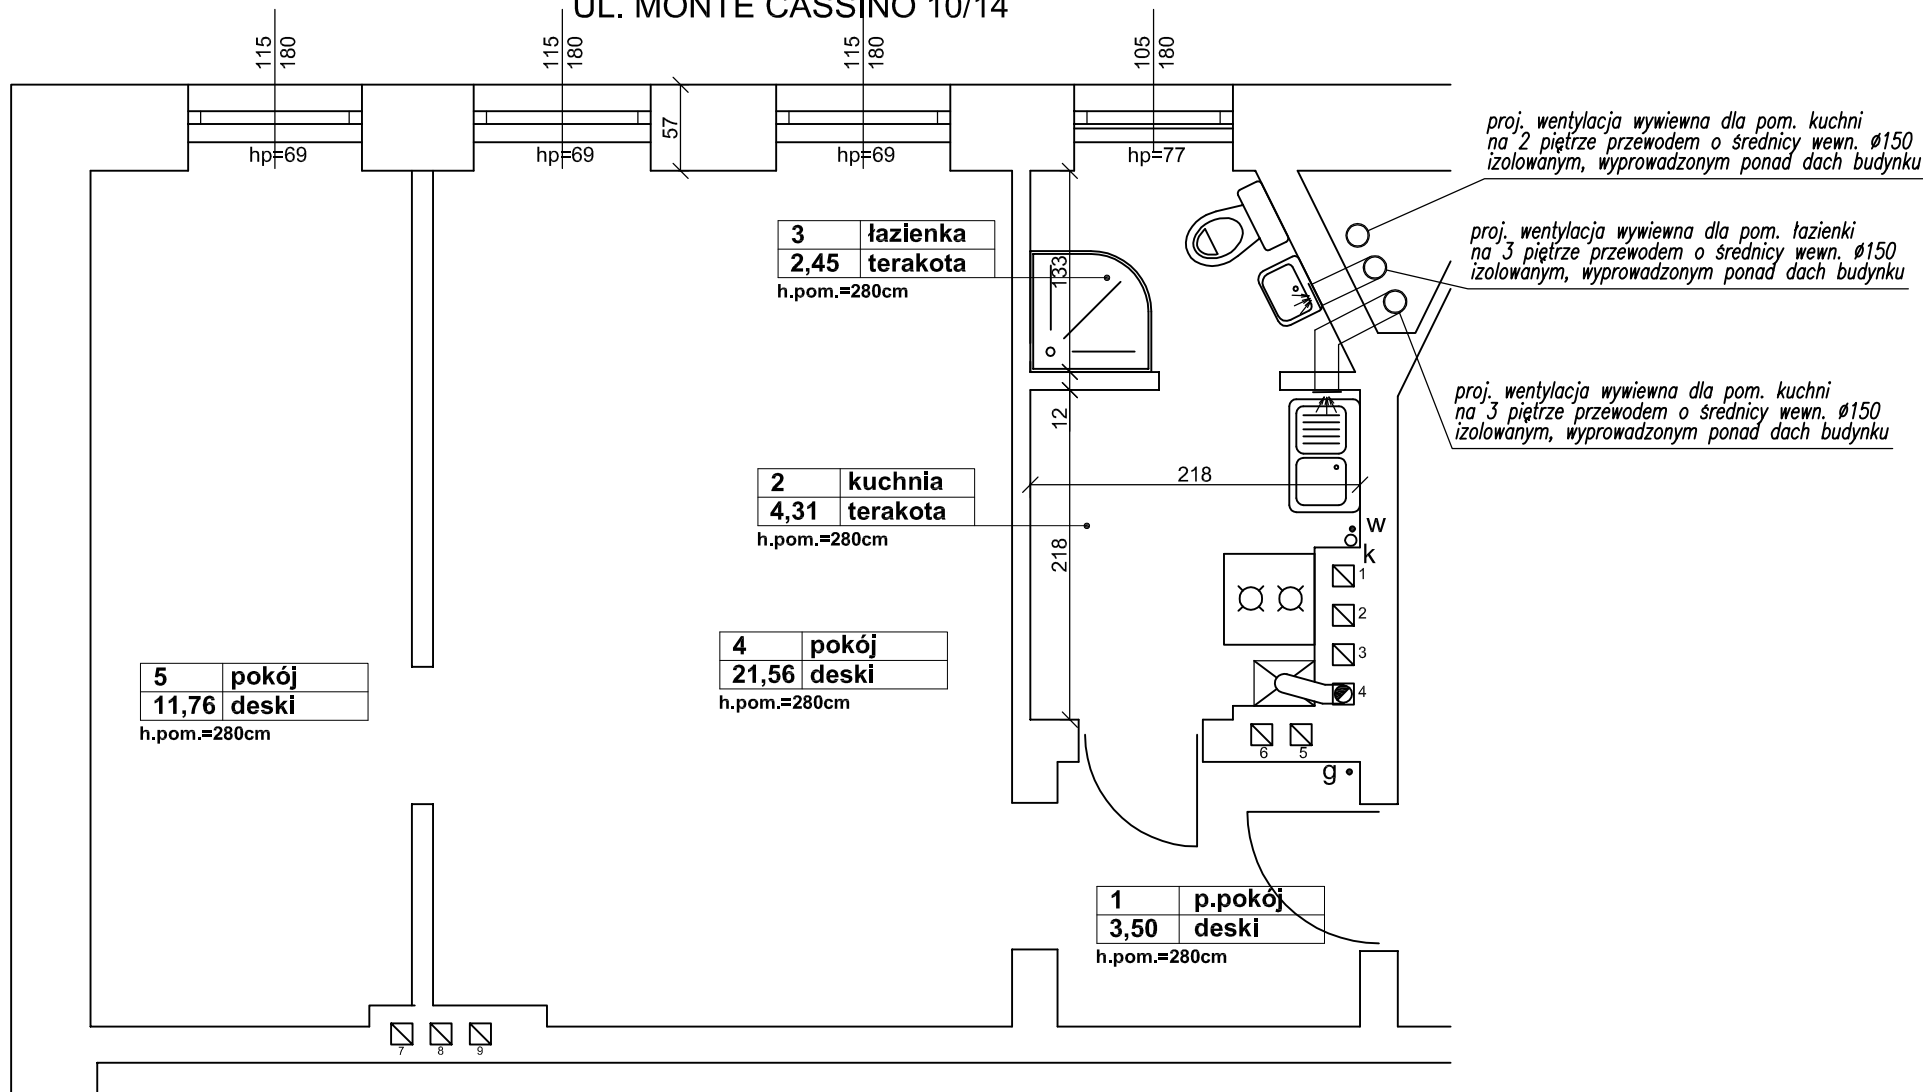 UL. MONTE CASSINO 10/14
115
180
115
180
115
180
105
180
57
hp=69
hp=69
hp=69
hp=77
proj. wentylacja wywiewna dla pom. kuchni
na 2 piętrze przewodem o średnicy wewn. ø150
izolowanym, wyprowadzonym ponad dach budynku
3 łazienka
2,45 terakota
h.pom.=280cm
133
proj. wentylacja wywiewna dla pom. łazienki
na 3 piętrze przewodem o średnicy wewn. ø150
izolowanym, wyprowadzonym ponad dach budynku
proj. wentylacja wywiewna dla pom. kuchni
na 3 piętrze przewodem o średnicy wewn. ø150
izolowanym, wyprowadzonym ponad dach budynku
12
2 kuchnia
4,31 terakota
h.pom.=280cm
218
218
w
k
1
2
3
4
5 pokój
11,76 deski
h.pom.=280cm
4 pokój
21,56 deski
h.pom.=280cm
6 5
g
1 p.pokój
3,50 deski
h.pom.=280cm
7 8 9